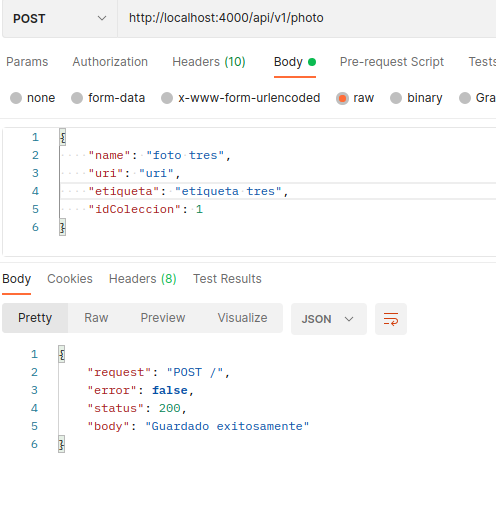 POST http://localhost:4000/api/v1/photo
Params Authorization Headers (10) Body Pre-request Script Tests
none form-data x-www-form-urlencoded raw binary Gra
1 {
2 "name": "foto tres",
3 "uri": "uri",
4 "etiqueta": "etiqueta tres",
5 "idColeccion": 1
6 }
Body Cookies Headers (8) Test Results
Pretty Raw Preview Visualize JSON
1 {
2 "request": "POST /",
3 "error": false,
4 "status": 200,
5 "body": "Guardado exitosamente"
6 }